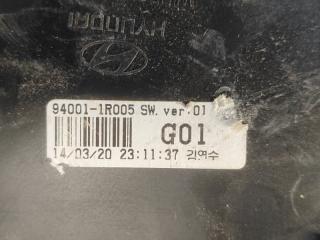 HYUNDAI
94001-1R005 SW. ver.01
G01
14/03/20 23:11:37 김연수